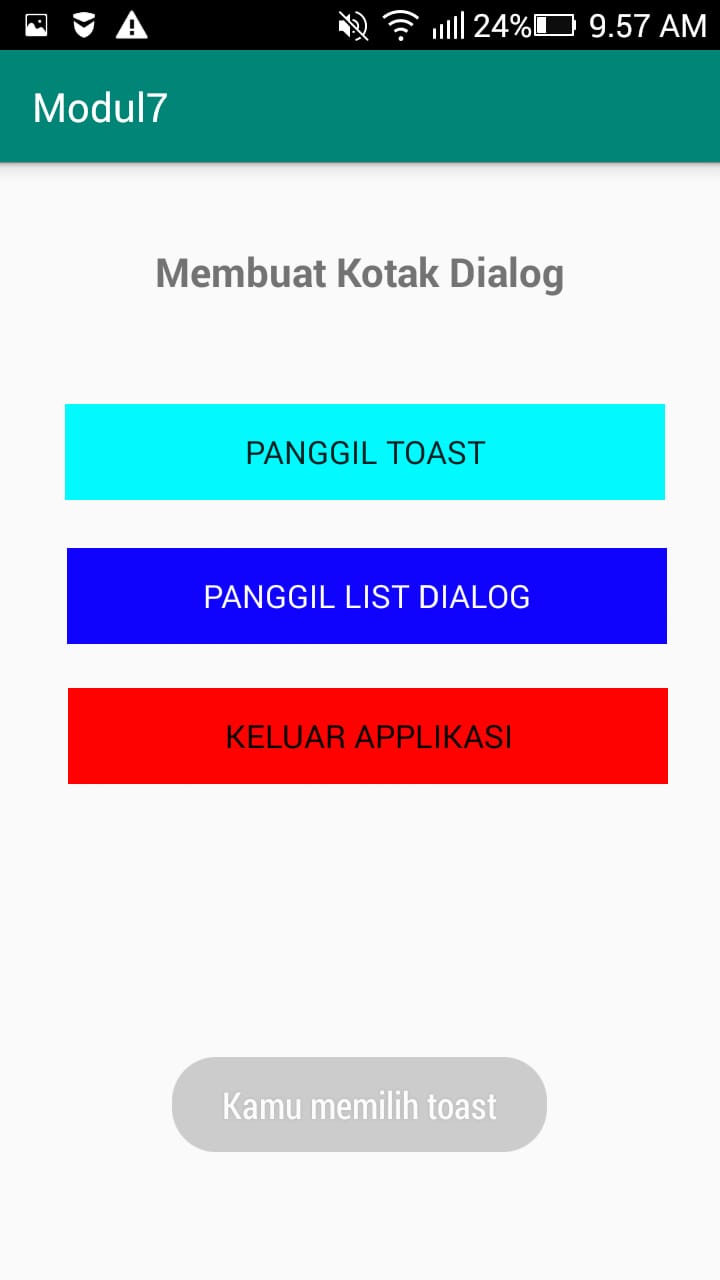 24% 9.57 AM
Modul7
Membuat Kotak Dialog
PANGGIL TOAST
PANGGIL LIST DIALOG
KELUAR APPLIKASI
Kamu memilih toast